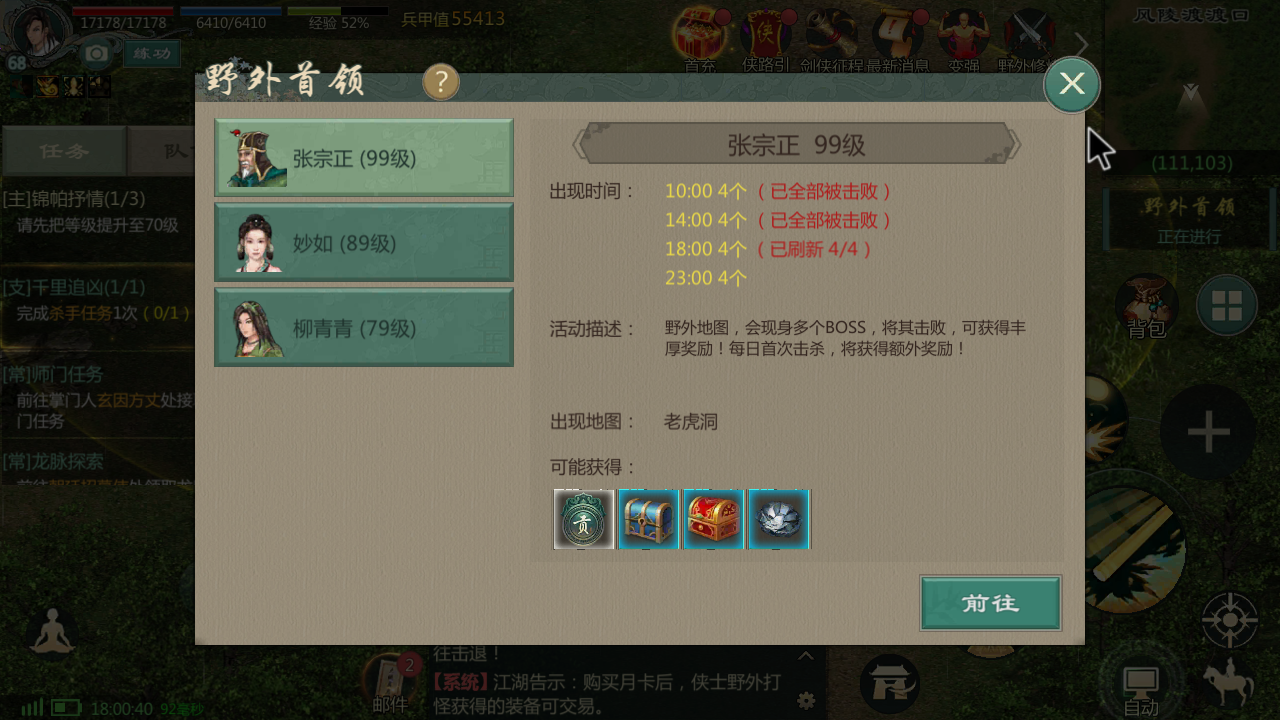 17178/17178
6410/6410
经验 52%
兵甲值55413
68
练功
首充
侠路引
剑侠征程
最新消息
变强
野外修
风陵渡渡口
(111,103)
野外首领
?
任务
队
[主]锦帕抒情(1/3)
请先把等级提升至70级
[支]千里追凶(1/1)
完成杀手任务1次（0/1）
[常]师门任务
前往掌门人玄因方丈处接
门任务
[常]龙脉探索
张宗正 (99级)
妙如 (89级)
柳青青 (79级)
张宗正 99级
出现时间：
10:00 4个（已全部被击败）
14:00 4个（已全部被击败）
18:00 4个（已刷新 4/4）
23:00 4个
活动描述：
野外地图，会现身多个BOSS，将其击败，可获得丰
厚奖励！每日首次击杀，将获得额外奖励！
出现地图：
老虎洞
可能获得：
贡
前往
野外首领
正在进行
背包
往击退！
【系统】江湖告示：购买月卡后，侠士野外打
怪获得的装备可交易。
2
邮件
18:00:40
92毫秒
自动